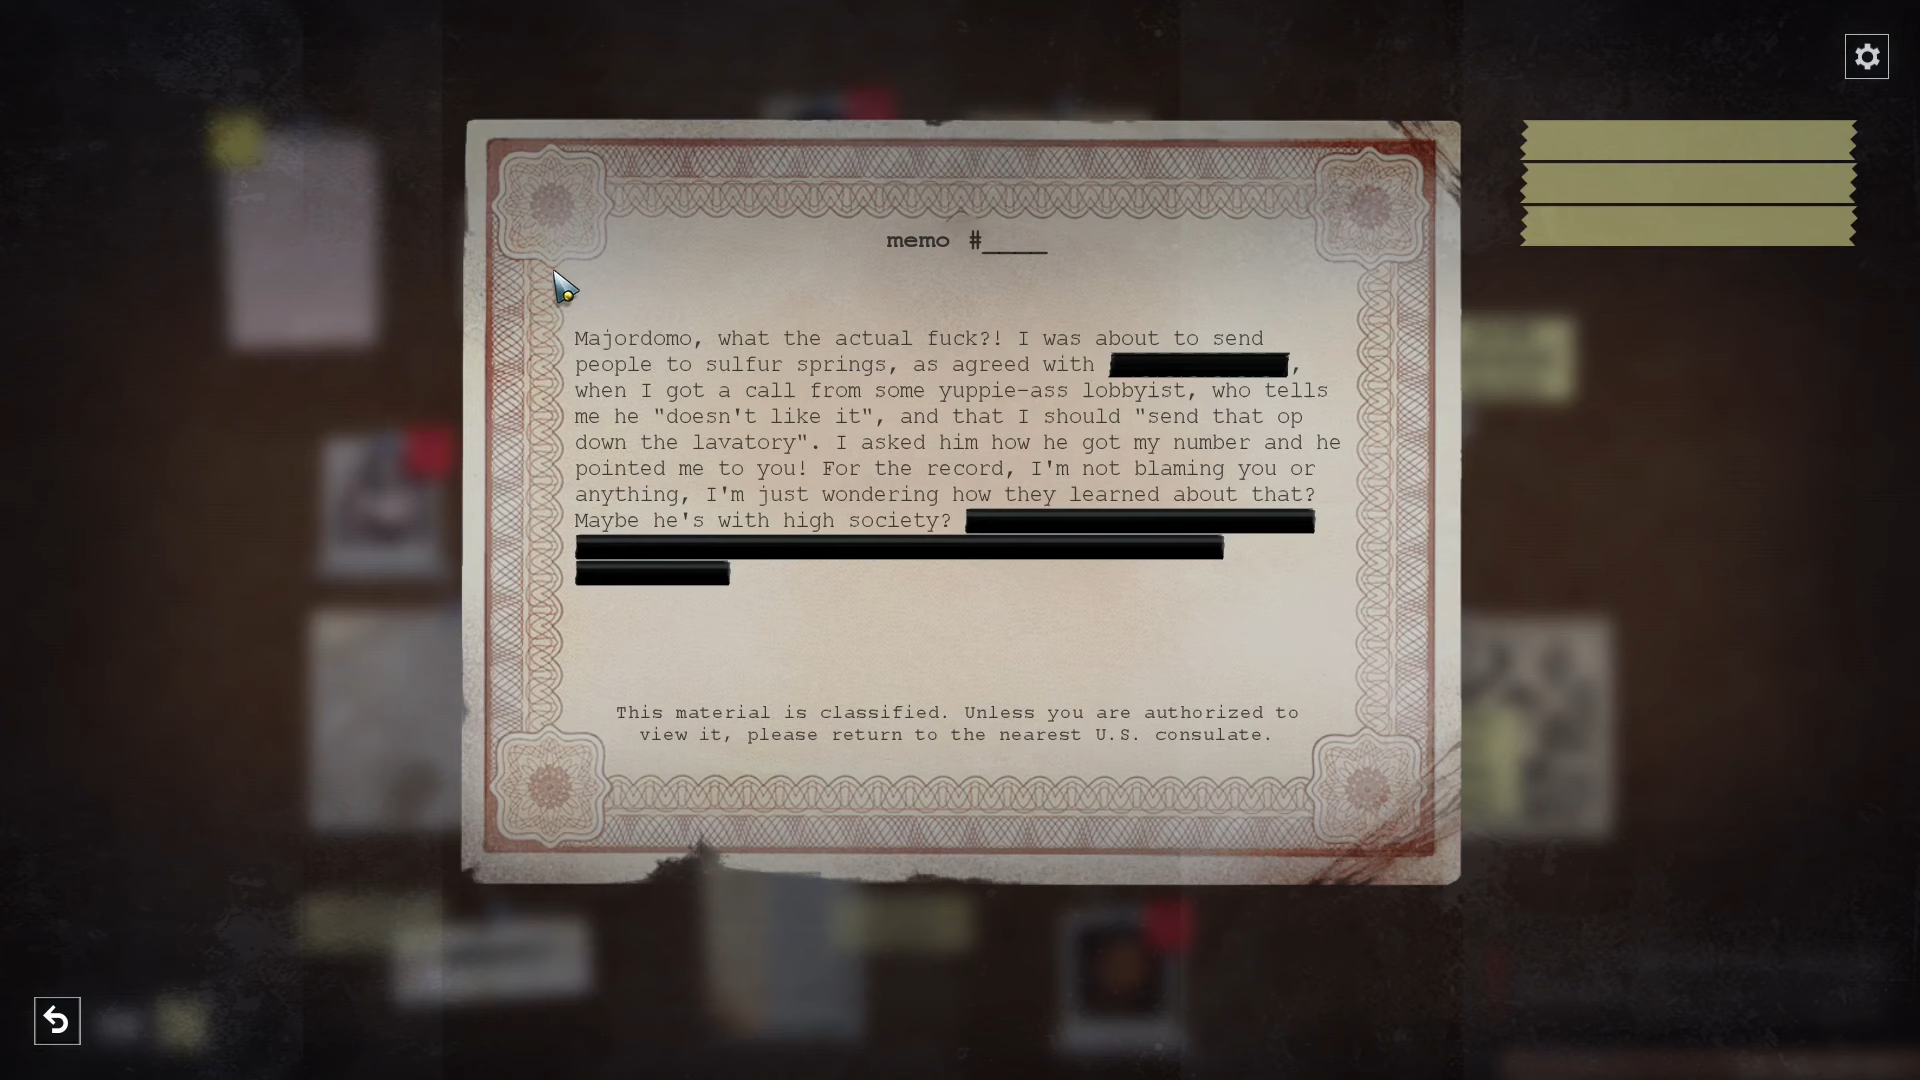 memo #____
Majordomo, what the actual fuck?! I was about to send
people to sulfur springs, as agreed with ,
when I got a call from some yuppie-ass lobbyist, who tells
me he "doesn't like it", and that I should "send that op
down the lavatory". I asked him how he got my number and he
pointed me to you! For the record, I'm not blaming you or
anything, I'm just wondering how they learned about that?
Maybe he's with high society?
This material is classified. Unless you are authorized to
view it, please return to the nearest U.S. consulate.